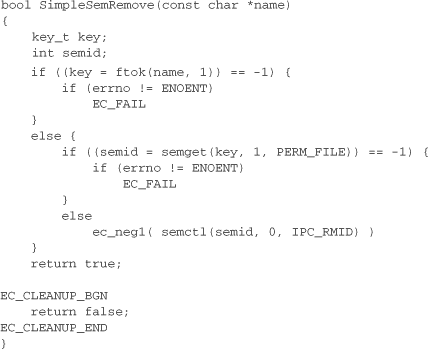 bool SimpleSemRemove(const char *name)
{
    key_t key;
    int semid;
    if ((key = ftok(name, 1)) == -1) {
        if (errno != ENOENT)
            EC_FAIL
    }
    else {
        if ((semid = semget(key, 1, PERM_FILE)) == -1) {
            if (errno != ENOENT)
                EC_FAIL
        }
        else
            ec_neg1( semctl(semid, 0, IPC_RMID) )
    }
    return true;

EC_CLEANUP_BGN
    return false;
EC_CLEANUP_END
}